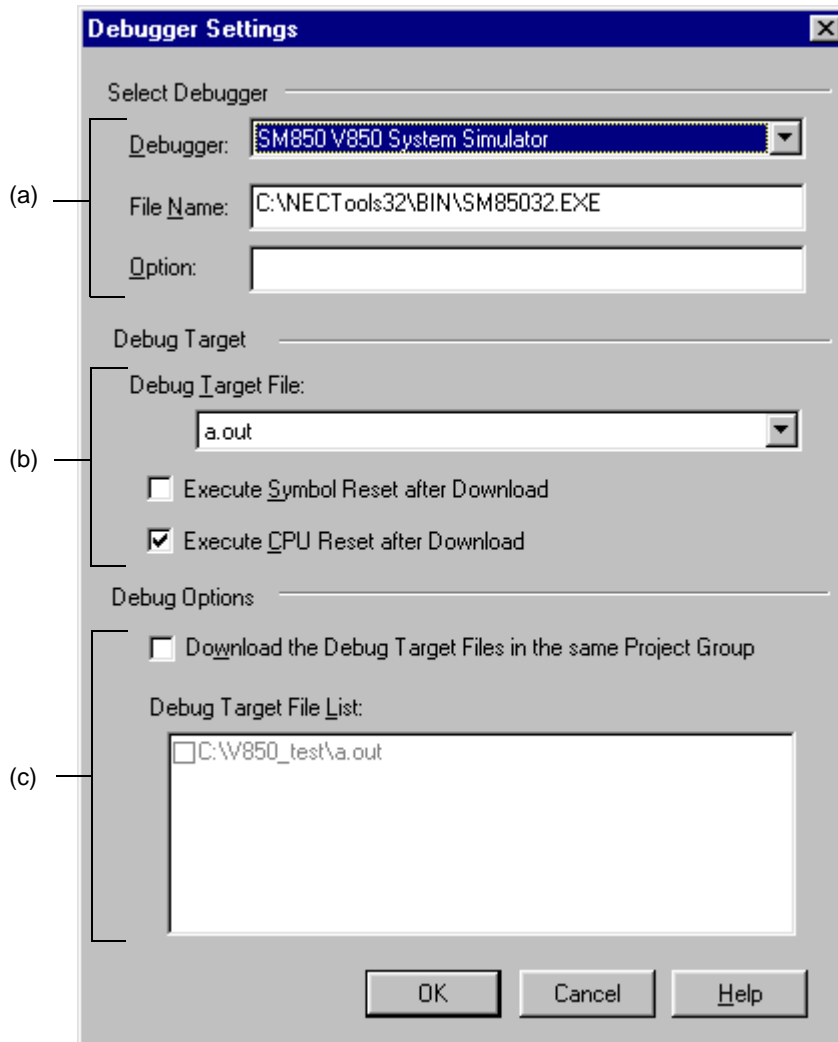 Debugger Settings
Select Debugger
(a)
Debugger: SM850 V850 System Simulator
File Name: C:\NECTools32\BIN\SM85032.EXE
Option:
Debug Target
Debug Target File:
a.out
(b)
Execute Symbol Reset after Download
Execute CPU Reset after Download
Debug Options
Download the Debug Target Files in the same Project Group
Debug Target File List:
C:\V850_test\a.out
(c)
OK Cancel Help